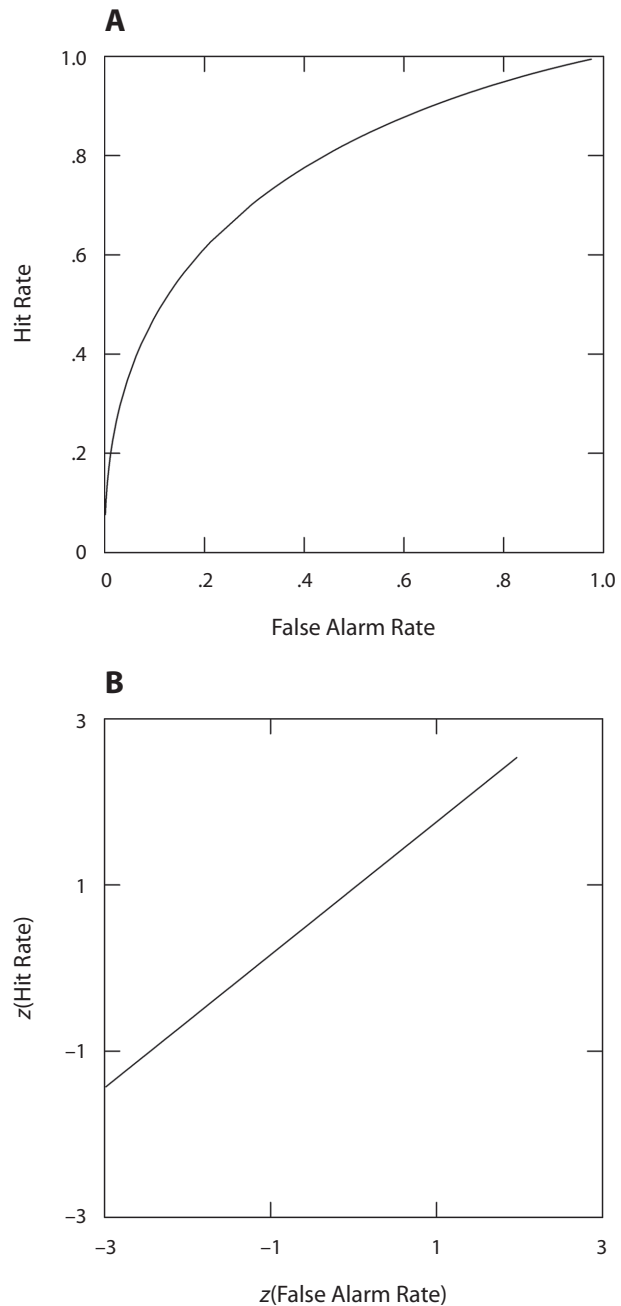 A
1.0
.8
.6
.4
.2
0
Hit Rate
0 .2 .4 .6 .8 1.0
False Alarm Rate
B
3
1
−1
−3
z(Hit Rate)
−3 −1 1 3
z(False Alarm Rate)